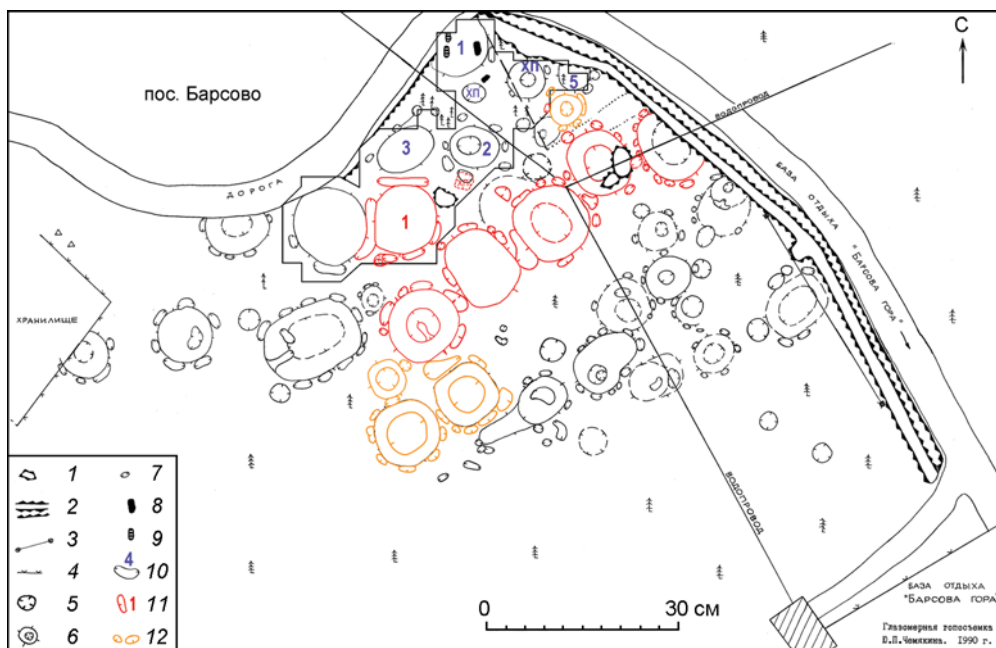 С
пос. Барсово
1
ХП
ХП
5
ВОДОПРОВОД
3
2
ДОРОГА
БАЗА ОТДЫХА "БАРСОВА ГОРА"
1
ХРАНИЛИЩЕ
ВОДОПРОВОД
1
2
3
4
5
6
7
8
9
4
10
1
11
12
0
30 см
БАЗА ОТДЫХА
"БАРСОВА ГОРА"
Глазомерная топосъемка
Ю.П.Чемякина. 1990 г.